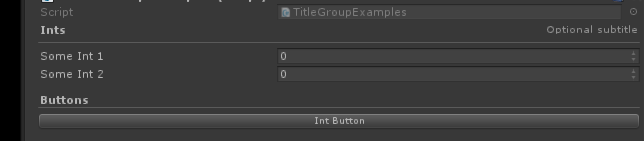 Script TitleGroupExamples
Ints Optional subtitle
Some Int 1 0
Some Int 2 0
Buttons
Int Button